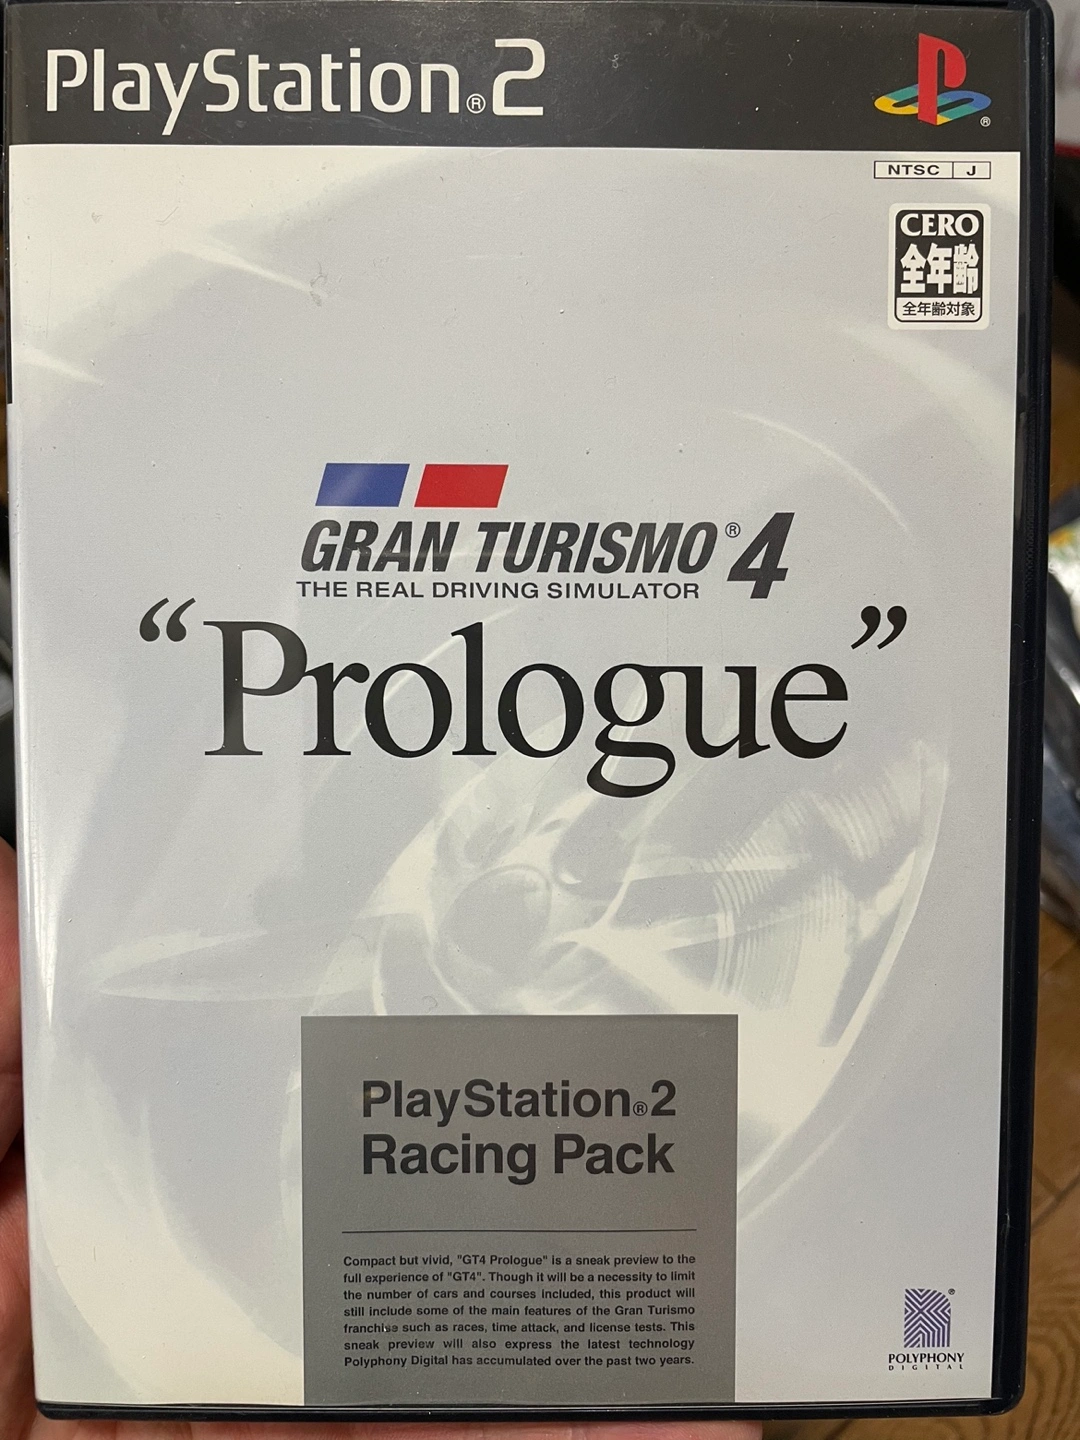 PlayStation®2
®
NTSC J
CERO
全年齢
全年齢対象
GRAN TURISMO®4
THE REAL DRIVING SIMULATOR
“Prologue”
PlayStation®2
Racing Pack
Compact but vivid, "GT4 Prologue" is a sneak preview to the
full experience of "GT4". Though it will be a necessity to limit
the number of cars and courses included, this product will
still include some of the main features of the Gran Turismo
franchise such as races, time attack, and license tests. This
sneak preview will also express the latest technology
Polyphony Digital has accumulated over the past two years.
®
POLYPHONY
DIGITAL